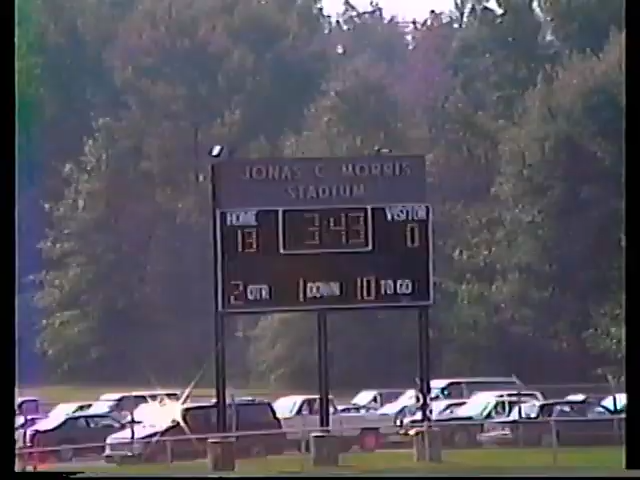 JONAS C MORRIS
STADIUM
HOME 3:43 VISITOR
13 0
2 QTR 1 DOWN 10 TO GO